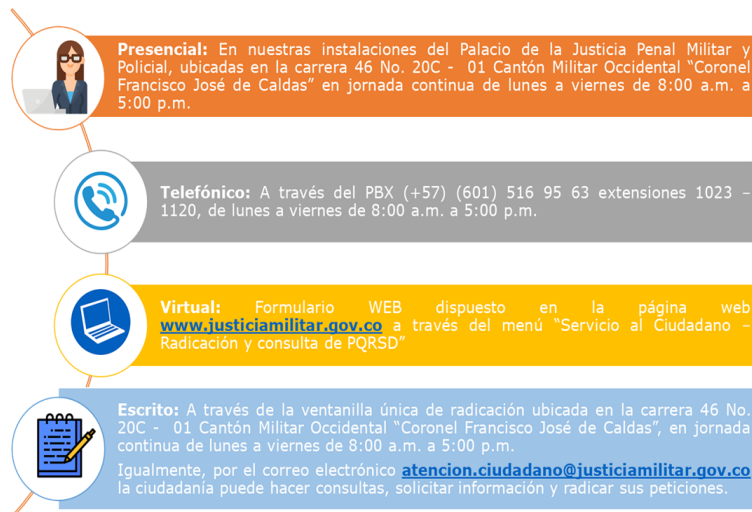 Presencial: En nuestras instalaciones del Palacio de la Justicia Penal Militar y
Policial, ubicadas en la carrera 46 No. 20C - 01 Cantón Militar Occidental "Coronel
Francisco José de Caldas" en jornada continua de lunes a viernes de 8:00 a.m. a
5:00 p.m.
Telefónico: A través del PBX (+57) (601) 516 95 63 extensiones 1023 –
1120, de lunes a viernes de 8:00 a.m. a 5:00 p.m.
Virtual: Formulario WEB dispuesto en la página web
www.justiciamilitar.gov.co a través del menú "Servicio al Ciudadano –
Radicación y consulta de PQRSD"
Escrito: A través de la ventanilla única de radicación ubicada en la carrera 46 No.
20C - 01 Cantón Militar Occidental "Coronel Francisco José de Caldas", en jornada
continua de lunes a viernes de 8:00 a.m. a 5:00 p.m.
Igualmente, por el correo electrónico atencion.ciudadano@justiciamilitar.gov.co
la ciudadanía puede hacer consultas, solicitar información y radicar sus peticiones.